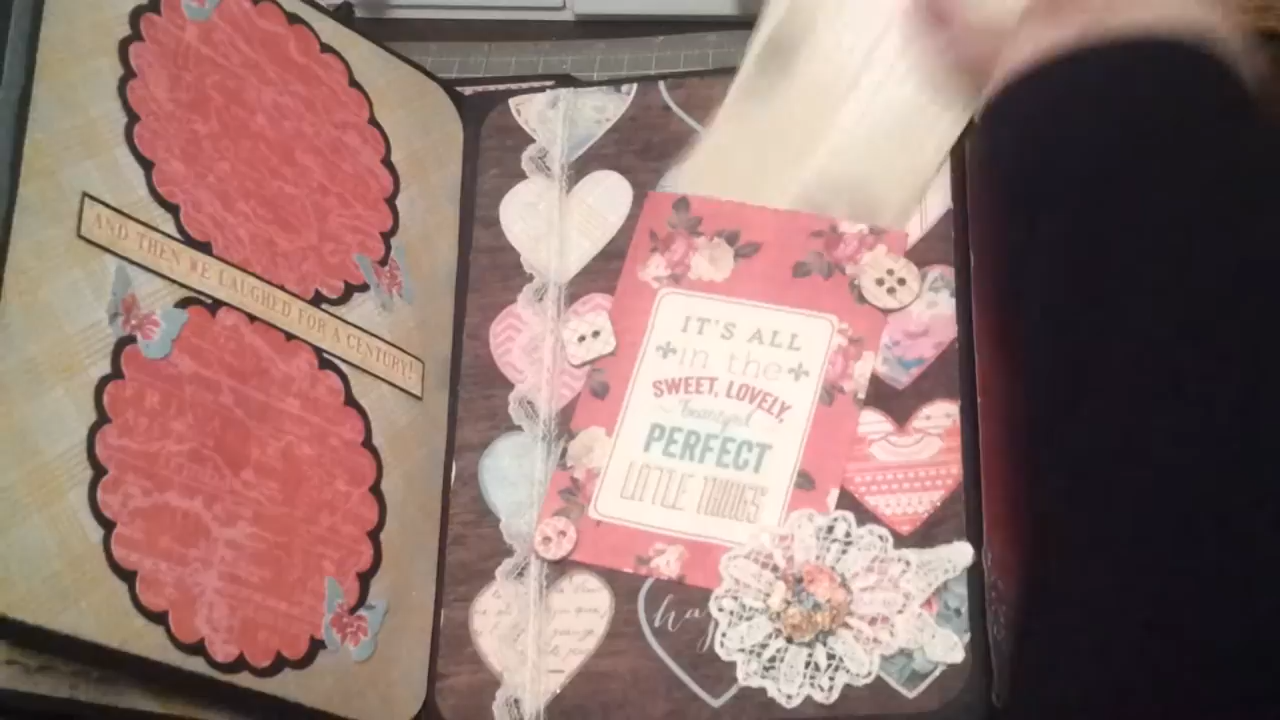 AND THEN WE LAUGHED FOR A CENTURY!
IT'S ALL
in the
SWEET, LOVELY,
PERFECT
LITTLE THINGS